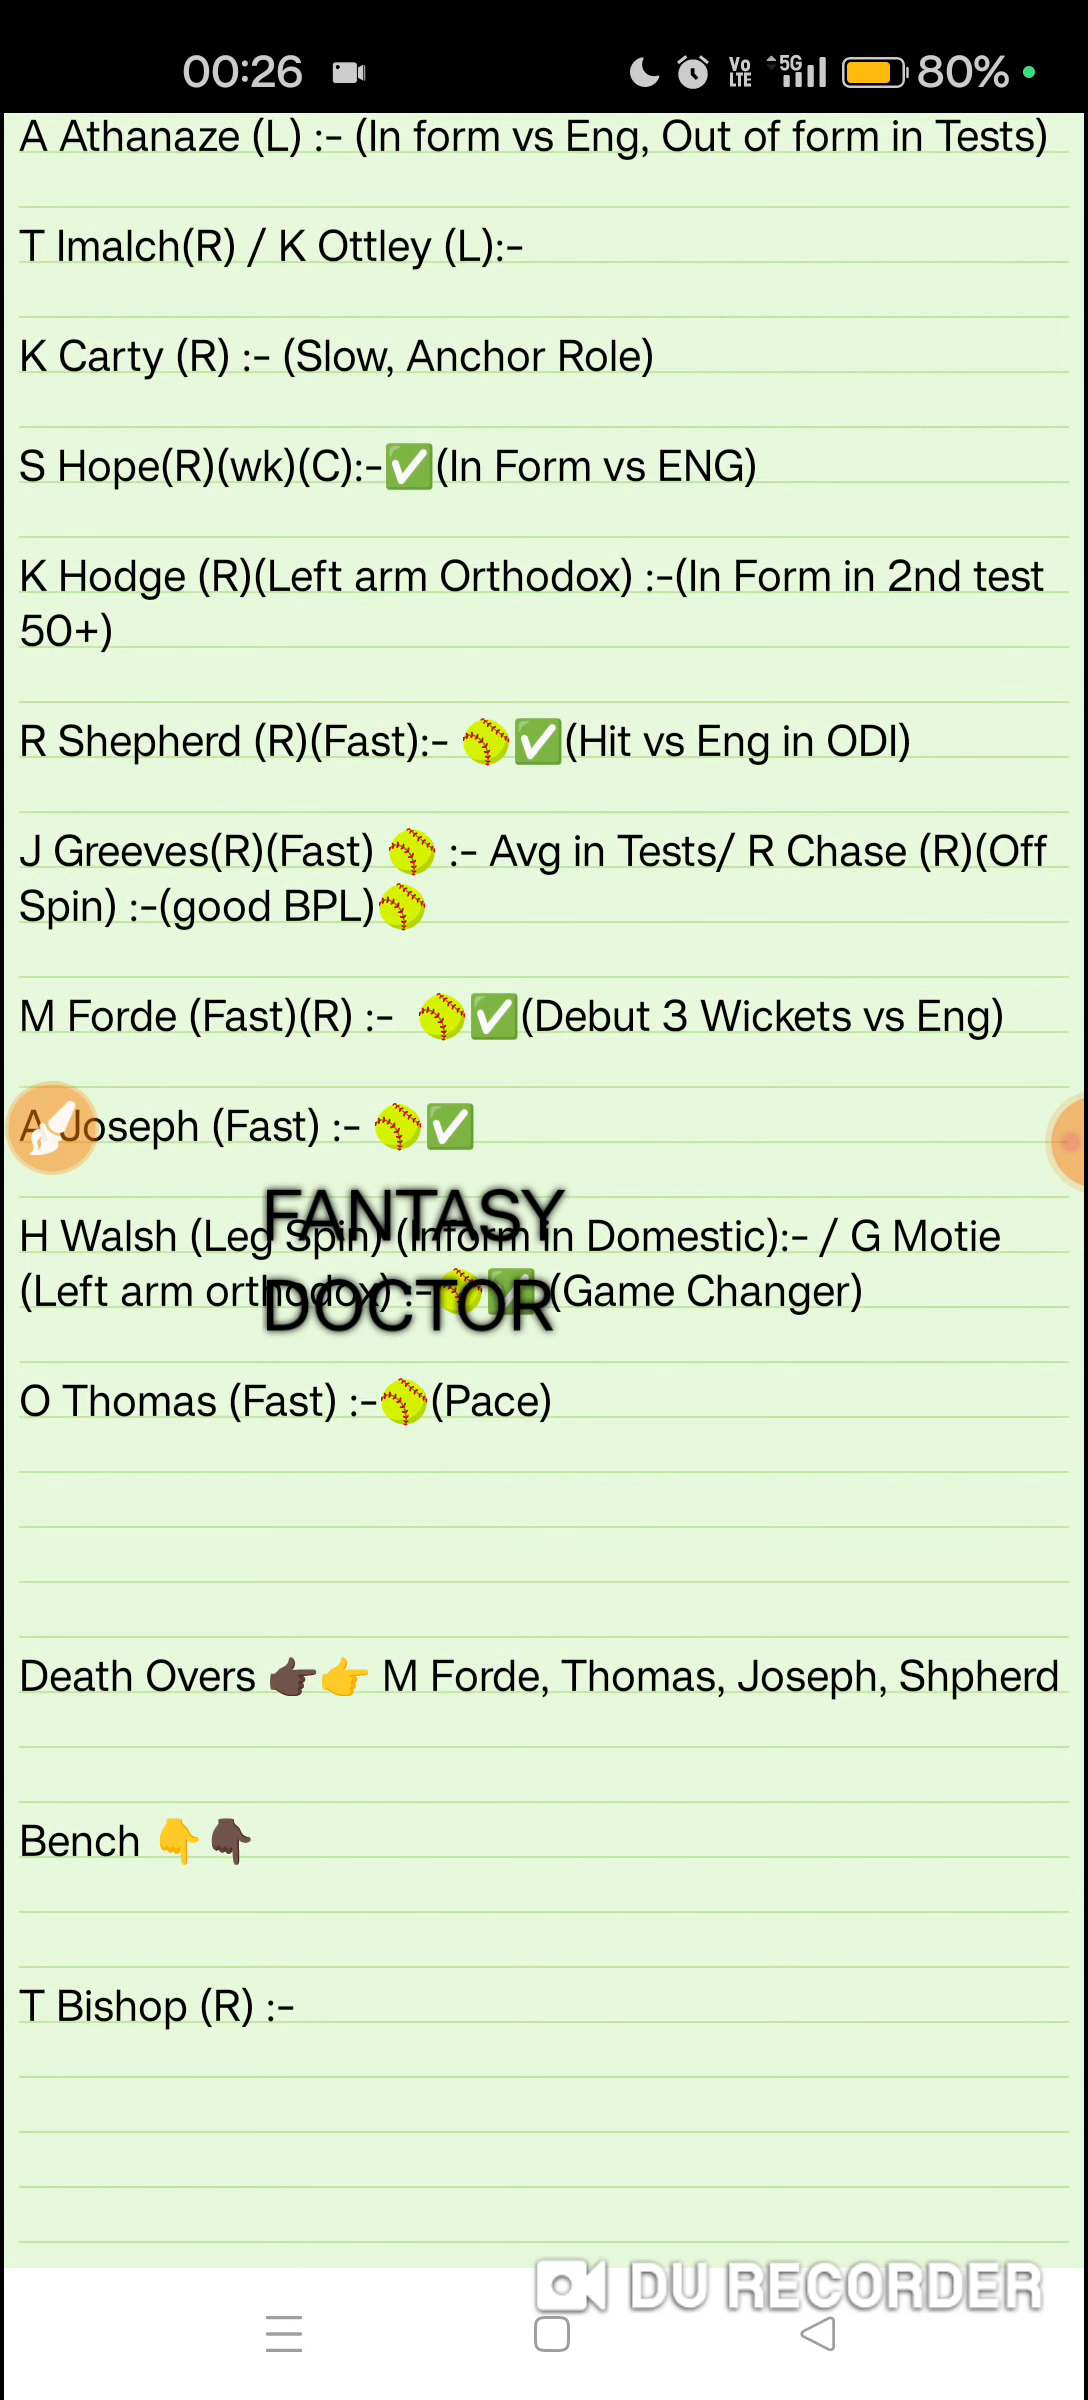 00:26 Vo LTE 5G 80%
A Athanaze (L) :- (In form vs Eng, Out of form in Tests)
T Imalch(R) / K Ottley (L):-
K Carty (R) :- (Slow, Anchor Role)
S Hope(R)(wk)(C):-✅(In Form vs ENG)
K Hodge (R)(Left arm Orthodox) :-(In Form in 2nd test
50+)
R Shepherd (R)(Fast):- 🥎✅(Hit vs Eng in ODI)
J Greeves(R)(Fast) 🥎 :- Avg in Tests/ R Chase (R)(Off
Spin) :-(good BPL)🥎
M Forde (Fast)(R) :- 🥎✅(Debut 3 Wickets vs Eng)
A Joseph (Fast) :- 🥎✅
H Walsh (Leg Spin) (Inform in Domestic):- / G Motie
(Left arm orthodox) :-🥎✅ (Game Changer)
FANTASY
DOCTOR
O Thomas (Fast) :-🥎(Pace)
Death Overs 👉🏿👉 M Forde, Thomas, Joseph, Shpherd
Bench 👇👇🏿
T Bishop (R) :-
DU RECORDER